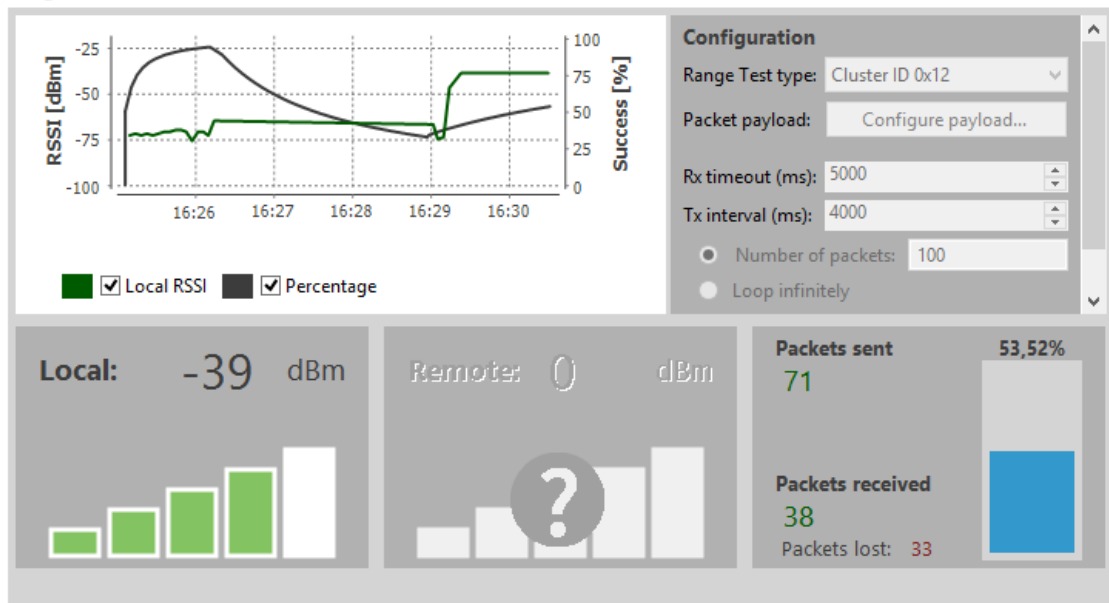 RSSI [dBm]
-25
-50
-75
-100
16:26
16:27
16:28
16:29
16:30
100
75
50
25
0
Success [%]
Local RSSI
Percentage
Configuration
Range Test type: Cluster ID 0x12
Packet payload: Configure payload...
Rx timeout (ms): 5000
Tx interval (ms): 4000
Number of packets: 100
Loop infinitely
Local: -39 dBm
Remote: 0 dBm
?
Packets sent
71
53,52%
Packets received
38
Packets lost: 33